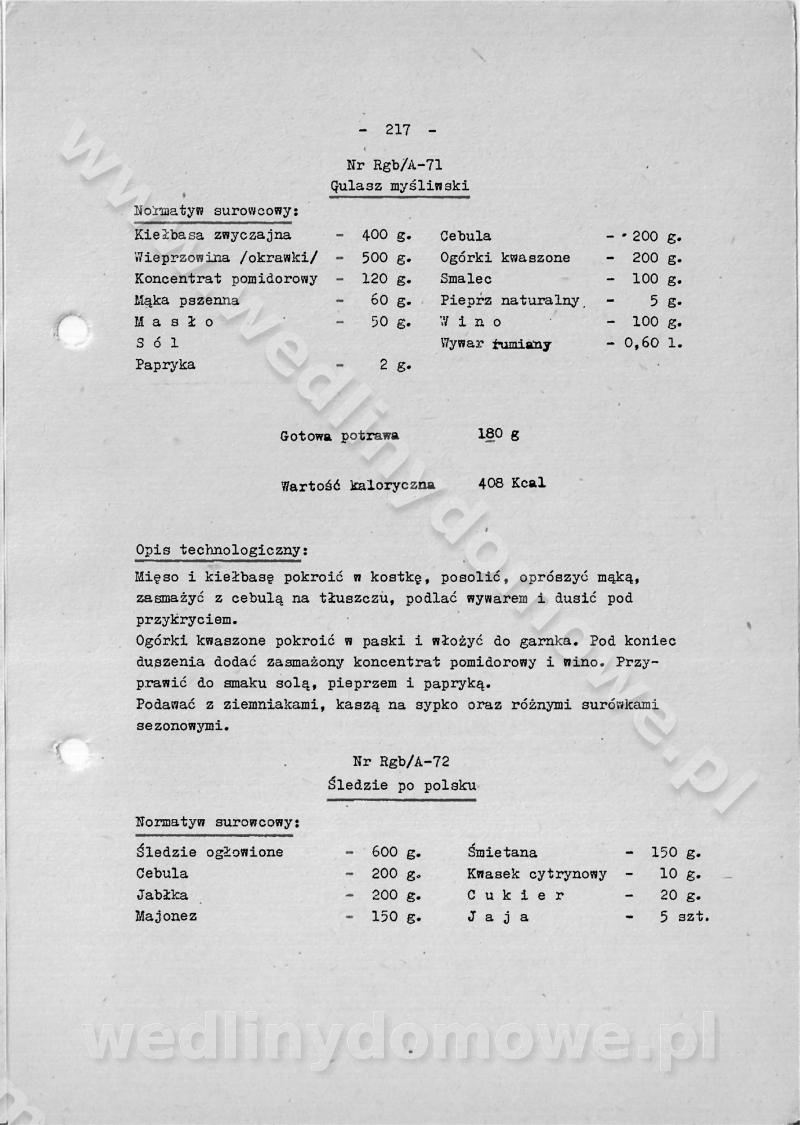 - 217 -
Nr Rgb/A-71
Gulasz myśliwski
Normatyw surowcowy:
Kiełbasa zwyczajna - 400 g. Cebula - 200 g.
Wieprzowina /okrawki/ - 500 g. Ogórki kwaszone - 200 g.
Koncentrat pomidorowy - 120 g. Smalec - 100 g.
Mąka pszenna - 60 g. Pieprz naturalny - 5 g.
M a s ł o - 50 g. W i n o - 100 g.
S ó l Wywar rumiany - 0,60 l.
Papryka - 2 g.
Gotowa potrawa 180 g
Wartość kaloryczna 408 Kcal
Opis technologiczny:
Mięso i kiełbasę pokroić w kostkę, posolić, oprószyć mąką,
zasmażyć z cebulą na tłuszczu, podlać wywarem i dusić pod
przykryciem.
Ogórki kwaszone pokroić w paski i włożyć do garnka. Pod koniec
duszenia dodać zasmażony koncentrat pomidorowy i wino. Przy-
prawić do smaku solą, pieprzem i papryką.
Podawać z ziemniakami, kaszą na sypko oraz różnymi surówkami
sezonowymi.
Nr Rgb/A-72
Śledzie po polsku
Normatyw surowcowy:
Śledzie ogłowione - 600 g. Śmietana - 150 g.
Cebula - 200 g. Kwasek cytrynowy - 10 g.
Jabłka - 200 g. C u k i e r - 20 g.
Majonez - 150 g. J a j a - 5 szt.
www.wedlinydomowe.pl
wedlinydomowe.pl